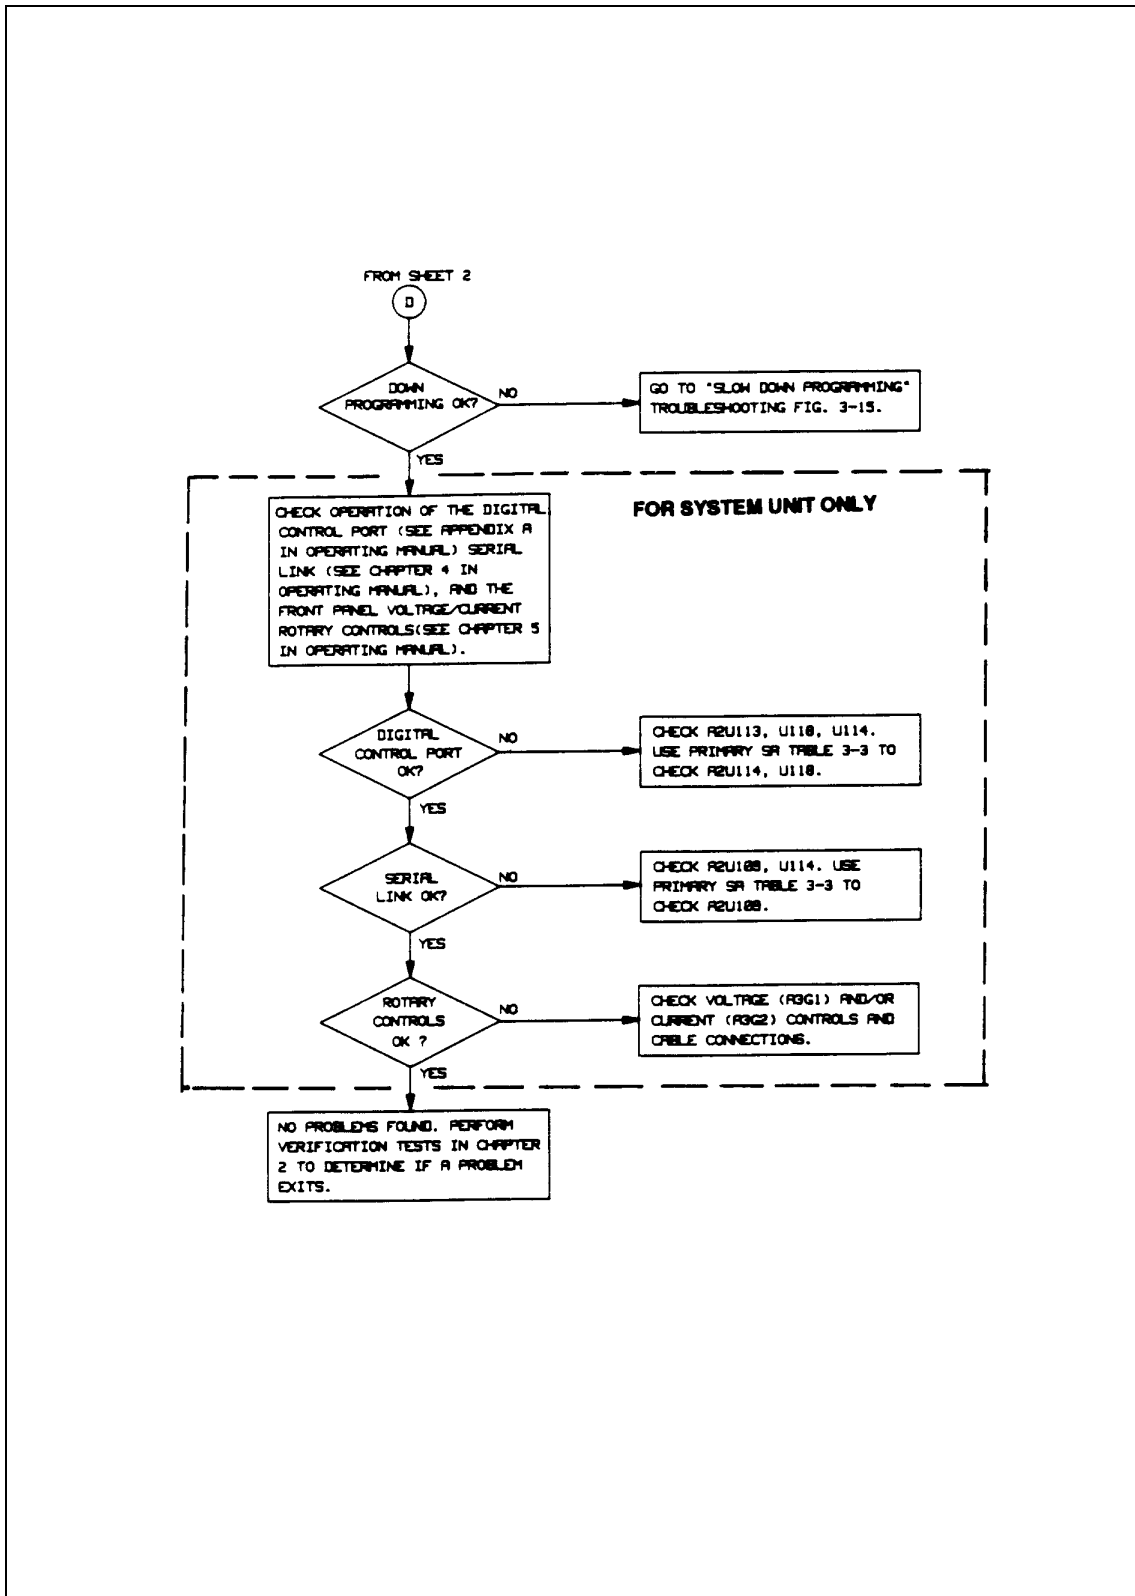 FROM SHEET 2
D
DOWN
PROGRAMMING OK?
NO
GO TO "SLOW DOWN PROGRAMMING"
TROUBLESHOOTING FIG. 3-15.
YES
FOR SYSTEM UNIT ONLY
CHECK OPERATION OF THE DIGITAL
CONTROL PORT (SEE APPENDIX A
IN OPERATING MANUAL) SERIAL
LINK (SEE CHAPTER 4 IN
OPERATING MANUAL), AND THE
FRONT PANEL VOLTAGE/CURRENT
ROTARY CONTROLS(SEE CHAPTER 5
IN OPERATING MANUAL).
DIGITAL
CONTROL PORT
OK?
NO
CHECK A2U113, U110, U114.
USE PRIMARY SA TABLE 3-3 TO
CHECK A2U114, U110.
YES
SERIAL
LINK OK?
NO
CHECK U114. USE
PRIMARY SA TABLE 3-3 TO
CHECK
YES
ROTARY
CONTROLS
OK ?
NO
CHECK VOLTAGE (A3G1) AND/OR
CURRENT (A3G2) CONTROLS AND
CABLE CONNECTIONS.
YES
NO PROBLEMS FOUND. PERFORM
VERIFICATION TESTS IN CHAPTER
2 TO DETERMINE IF A PROBLEM
EXITS.